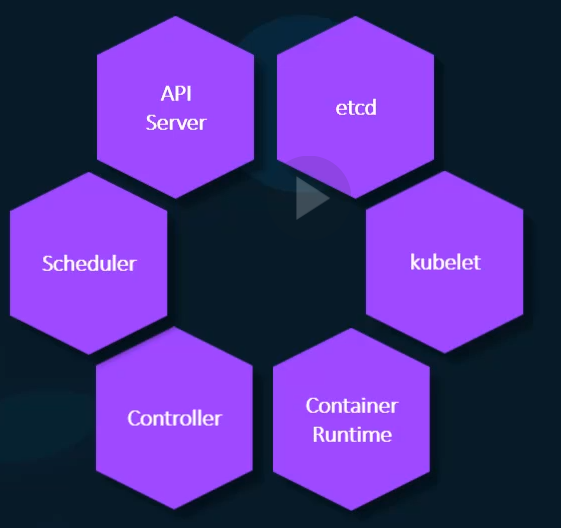 API
Server
etcd
Scheduler
kubelet
Controller
Container
Runtime